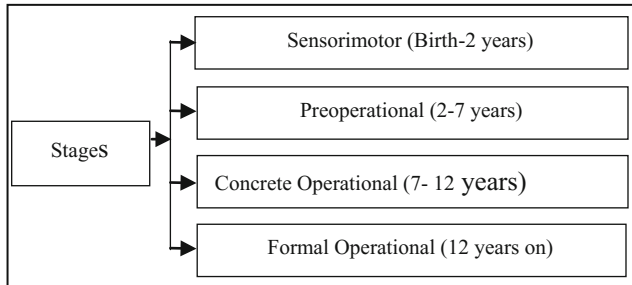 Sensorimotor (Birth-2 years)
Preoperational (2-7 years)
StageS
Concrete Operational (7- 12 years)
Formal Operational (12 years on)